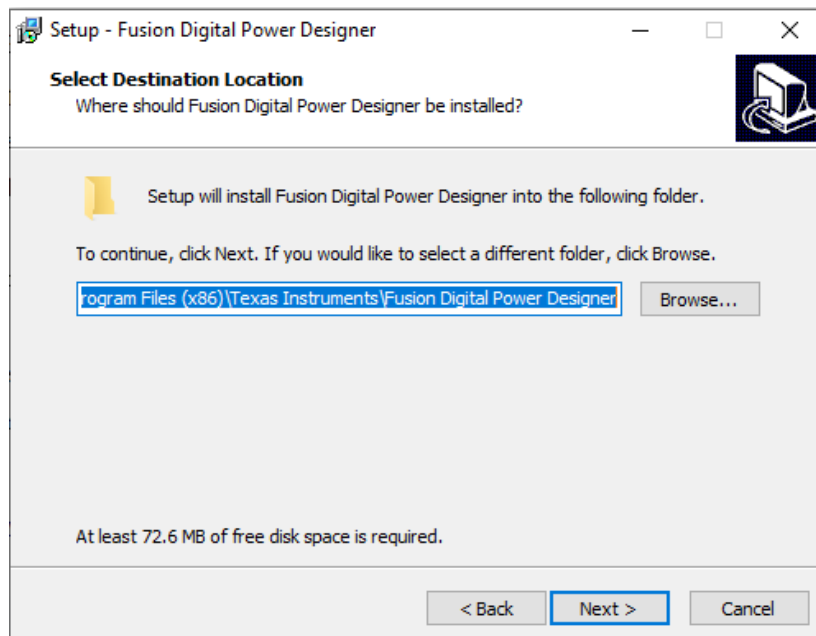 Setup - Fusion Digital Power Designer
Select Destination Location
Where should Fusion Digital Power Designer be installed?
Setup will install Fusion Digital Power Designer into the following folder.
To continue, click Next. If you would like to select a different folder, click Browse.
rogram Files (x86)\Texas Instruments\Fusion Digital Power Designer
Browse...
At least 72.6 MB of free disk space is required.
< Back
Next >
Cancel